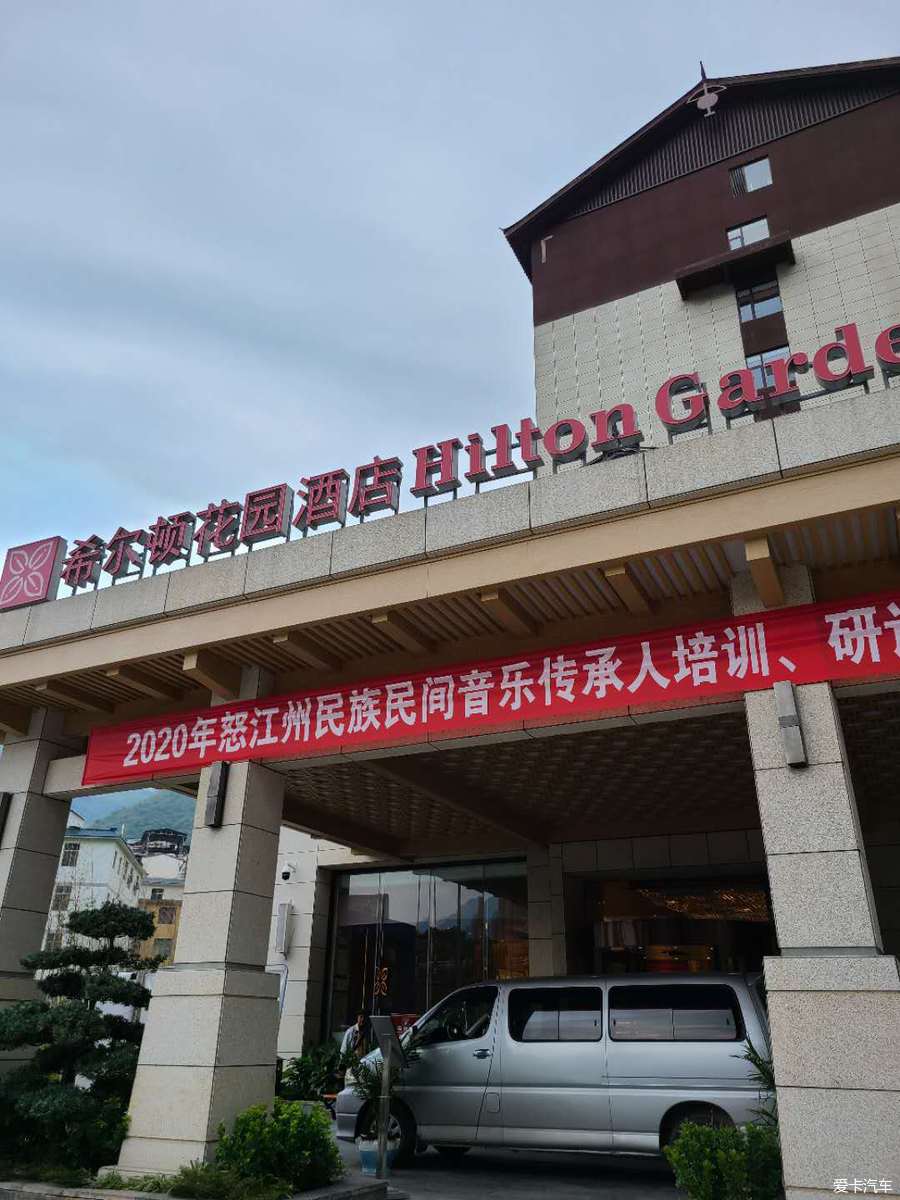 希尔顿花园酒店 Hilton Garde
2020年怒江州民族民间音乐传承人培训、研讨
爱卡汽车